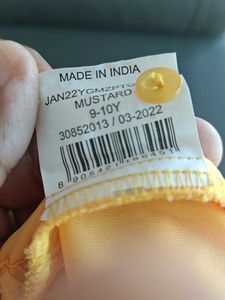 MADE IN INDIA
JAN22YGMZPTC
MUSTARD
9-10Y
30852013 / 03-2022